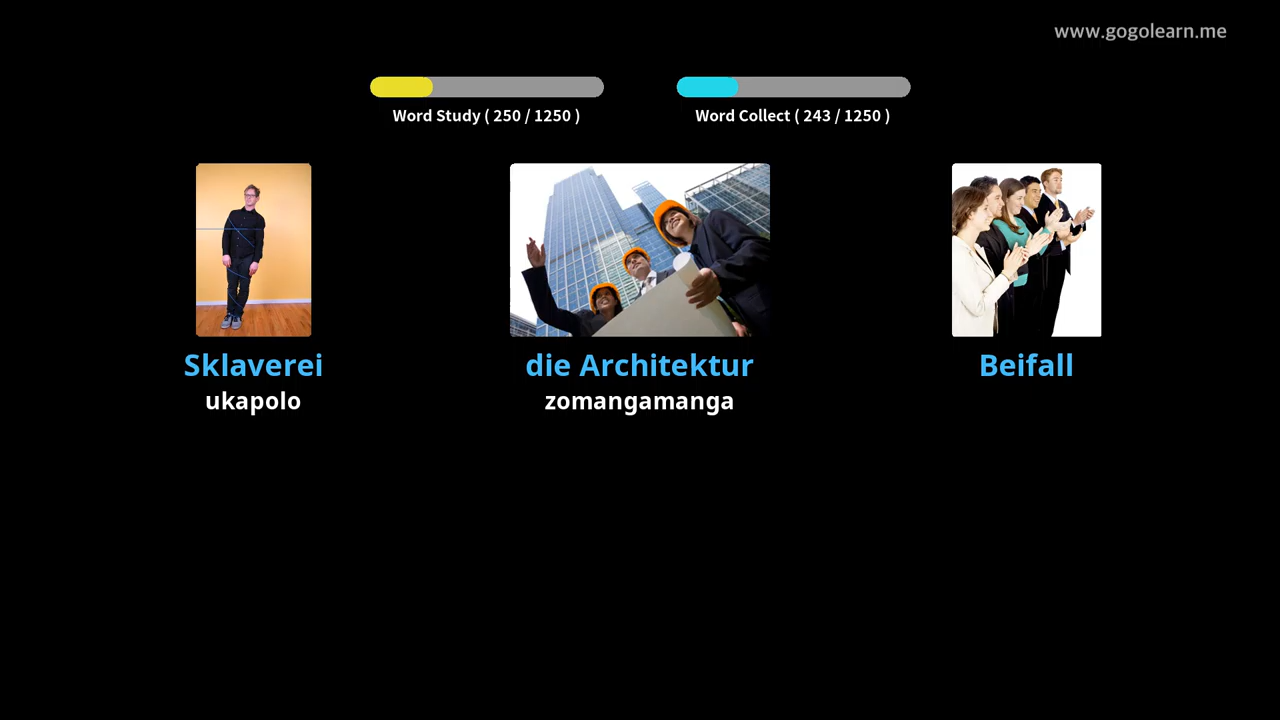 www.gogolearn.me
Word Study ( 250 / 1250 )
Word Collect ( 243 / 1250 )
Sklaverei
ukapolo
die Architektur
zomangamanga
Beifall